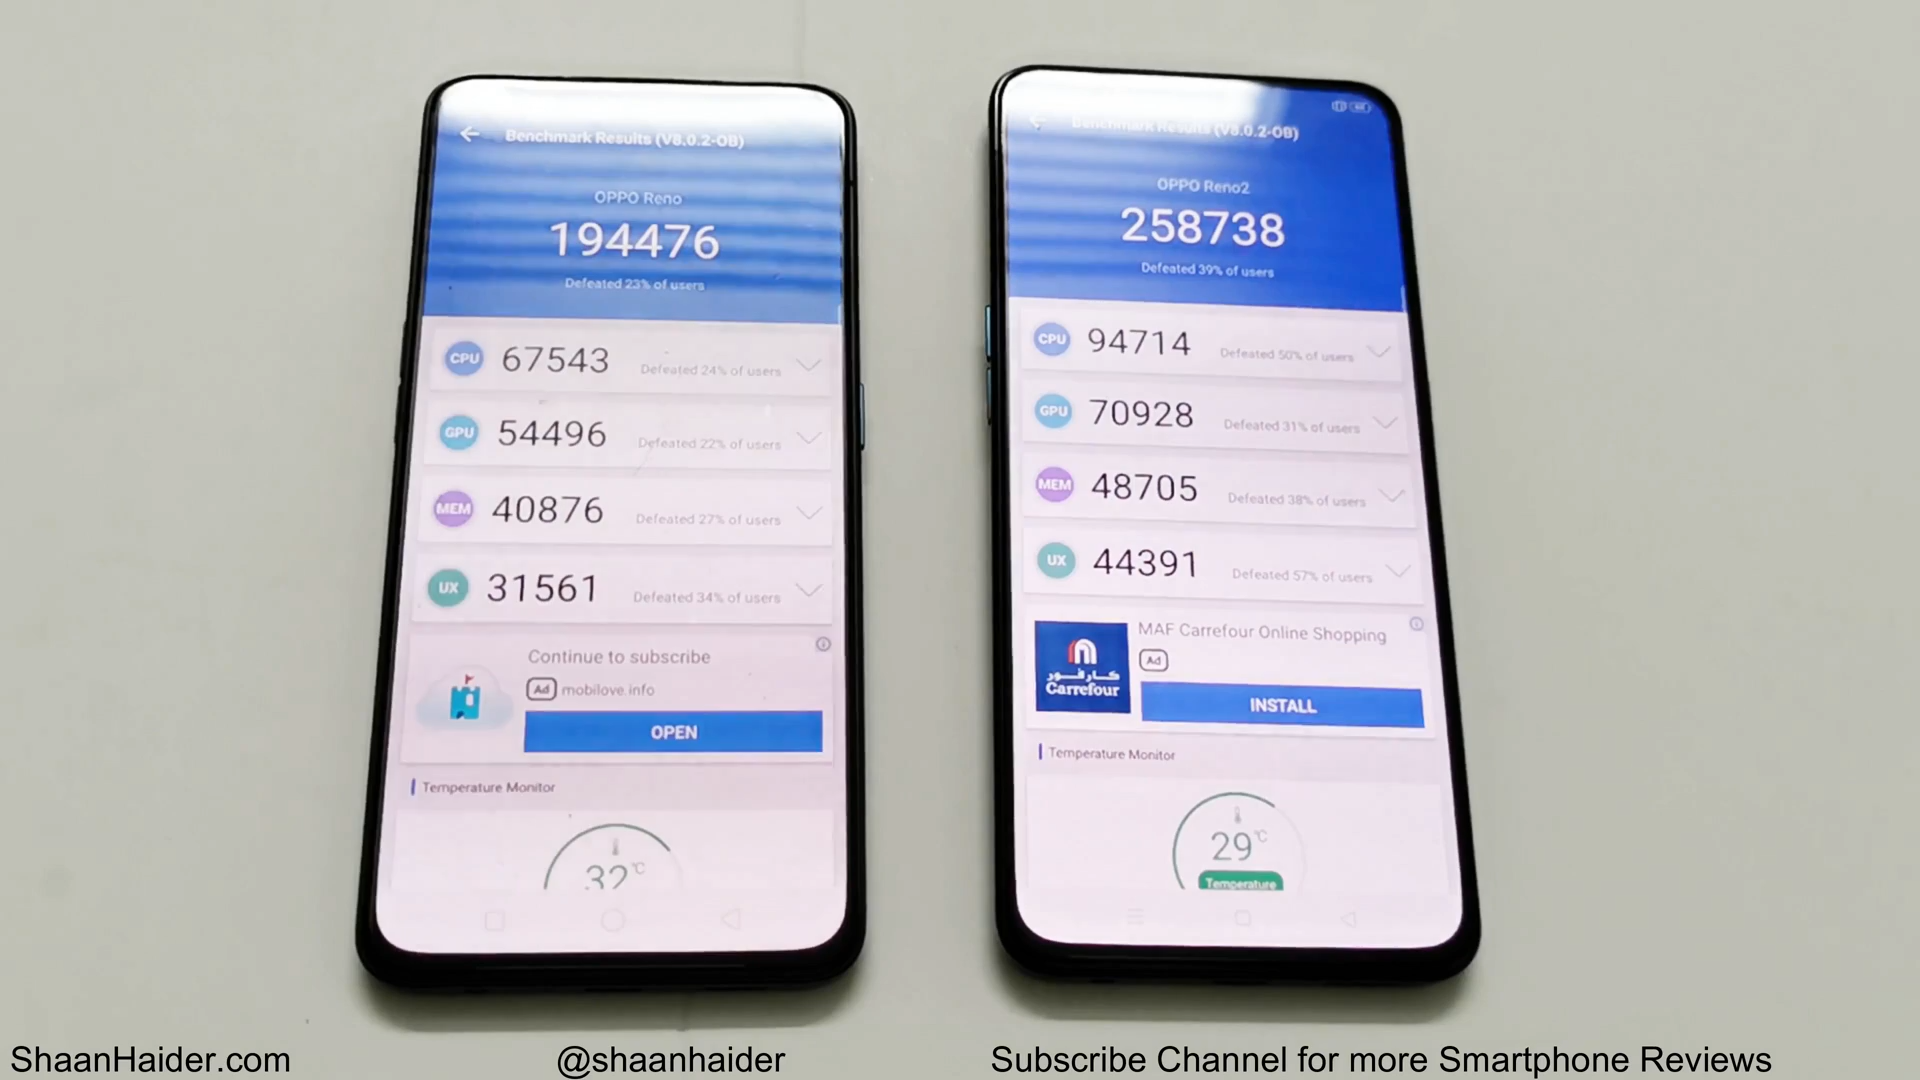 Benchmark Results (V8.0.2-OB)
OPPO Reno
194476
Defeated 23% of users
CPU 67543 Defeated 24% of users
GPU 54496 Defeated 22% of users
MEM 40876 Defeated 27% of users
UX 31561 Defeated 34% of users
Continue to subscribe
Ad mobilove.info
OPEN
Temperature Monitor
32°C
Benchmark Results (V8.0.2-OB)
OPPO Reno2
258738
Defeated 39% of users
CPU 94714 Defeated 50% of users
GPU 70928 Defeated 31% of users
MEM 48705 Defeated 38% of users
UX 44391 Defeated 57% of users
MAF Carrefour Online Shopping
Ad
كارفور
Carrefour
INSTALL
Temperature Monitor
29°C
Temperature
ShaanHaider.com
@shaanhaider
Subscribe Channel for more Smartphone Reviews